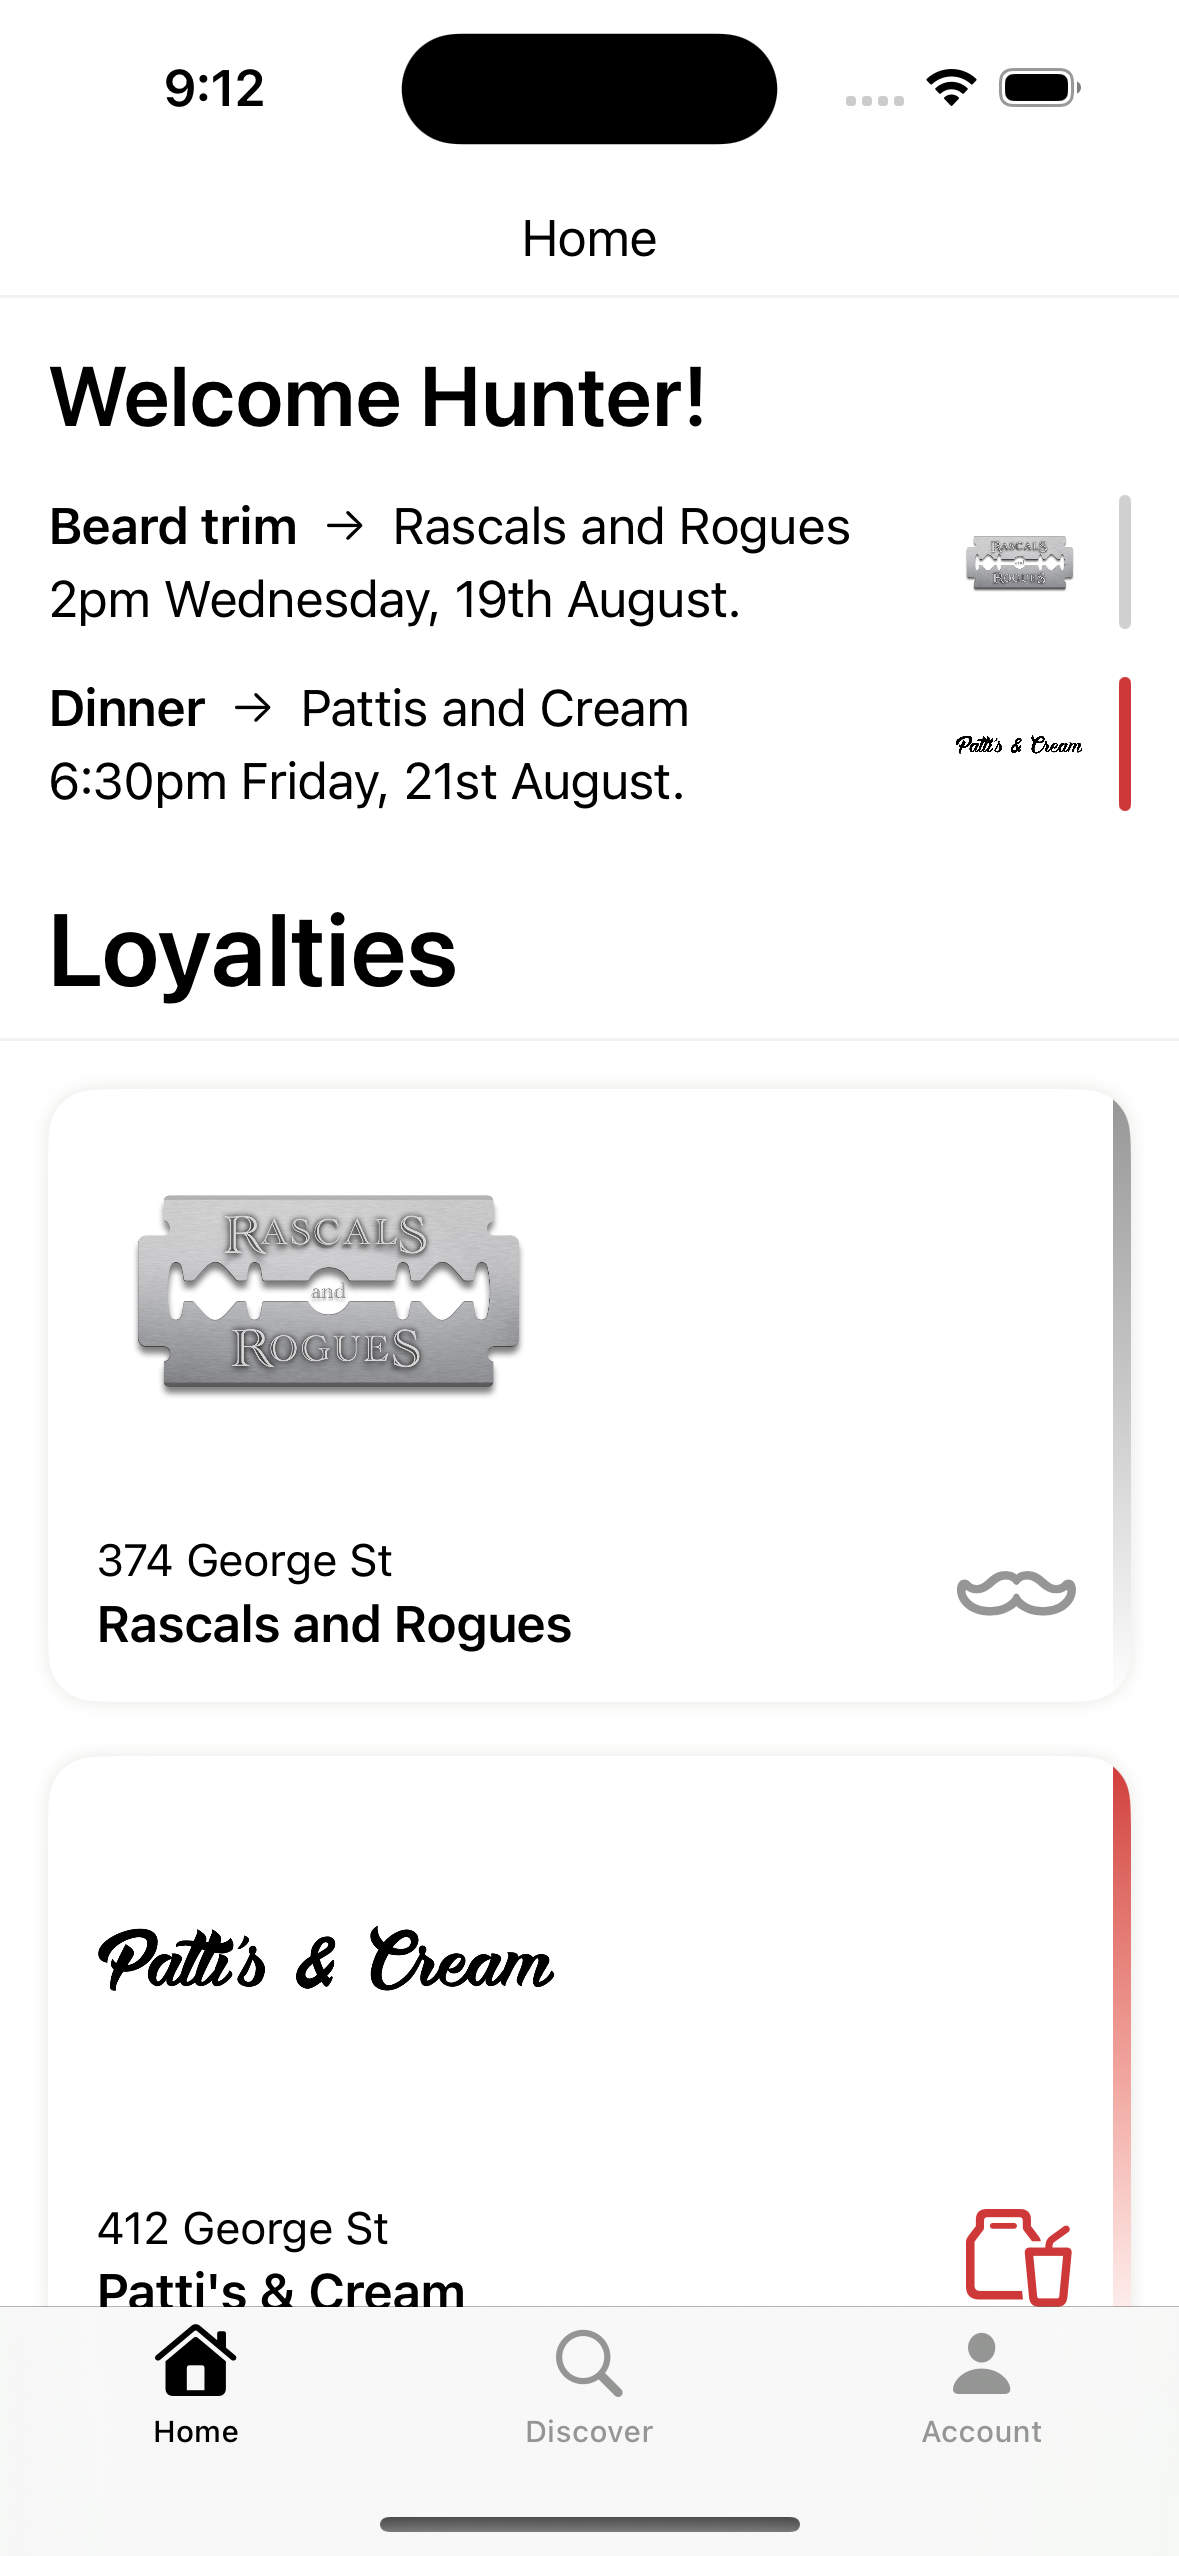 9:12
Home
Welcome Hunter!
Beard trim → Rascals and Rogues
2pm Wednesday, 19th August.
RASCALS
and
ROGUES
Dinner → Pattis and Cream
6:30pm Friday, 21st August.
Patti's & Cream
Loyalties
RASCALS
and
ROGUES
374 George St
Rascals and Rogues
Patti's & Cream
412 George St
Patti's & Cream
Home
Discover
Account